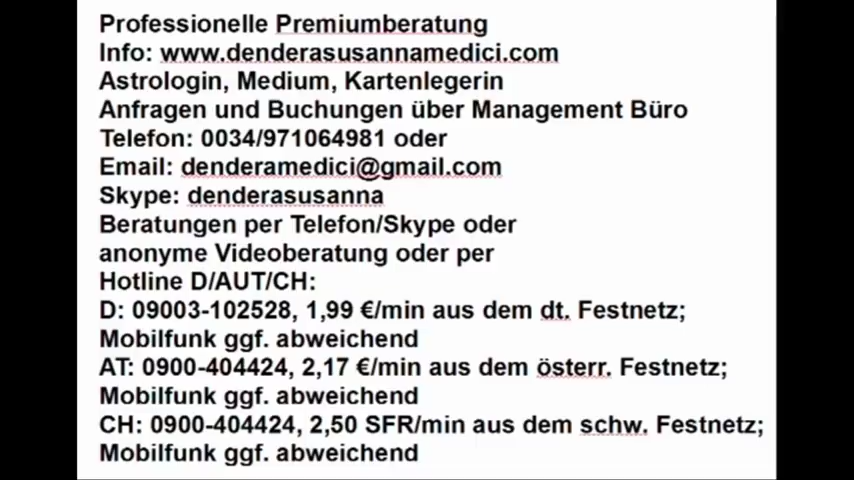 Professionelle Premiumberatung
Info: www.denderasusannamedici.com
Astrologin, Medium, Kartenlegerin
Anfragen und Buchungen über Management Büro
Telefon: 0034/971064981 oder
Email: denderamedici@gmail.com
Skype: denderasusanna
Beratungen per Telefon/Skype oder
anonyme Videoberatung oder per
Hotline D/AUT/CH:
D: 09003-102528, 1,99 €/min aus dem dt. Festnetz;
Mobilfunk ggf. abweichend
AT: 0900-404424, 2,17 €/min aus dem österr. Festnetz;
Mobilfunk ggf. abweichend
CH: 0900-404424, 2,50 SFR/min aus dem schw. Festnetz;
Mobilfunk ggf. abweichend